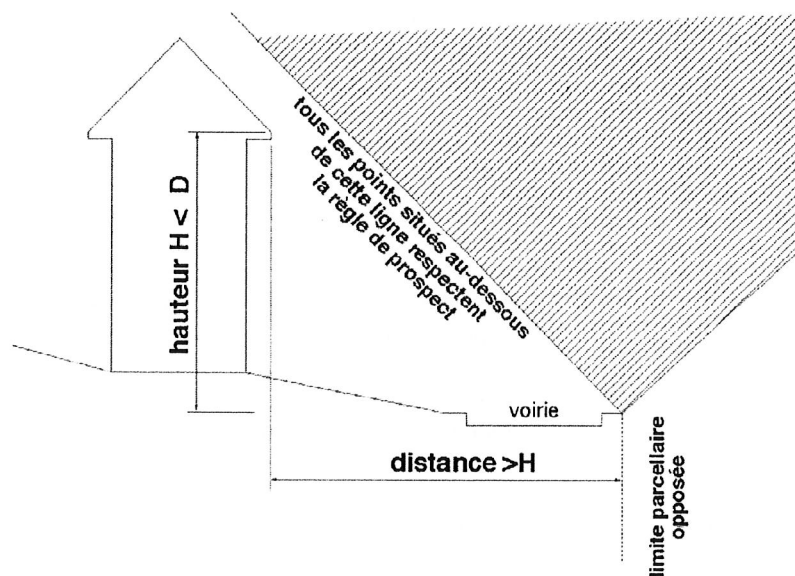 tous les points situés au-dessous
de cette ligne respectent
la règle de prospect
hauteur H < D
voirie
distance >H
limite parcellaire
opposée